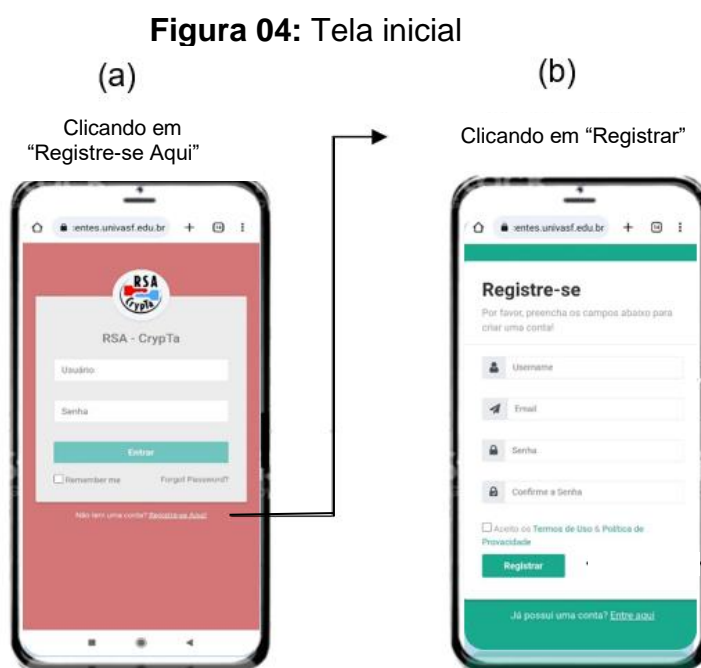 Figura 04: Tela inicial
(a)
Clicando em
“Registre-se Aqui”
entes.univasf.edu.br
RSA
CrypTa
RSA - CrypTa
Usuário
Senha
Entrar
Remember me
Forgot Password?
Não tem uma conta? Registre-se Aqui!
(b)
Clicando em “Registrar”
entes.univasf.edu.br
Registre-se
Por favor, preencha os campos abaixo para
criar uma conta!
Username
Email
Senha
Confirme a Senha
Aceito os Termos de Uso & Política de
Provacidade
Registrar
Já possui uma conta? Entre aqui